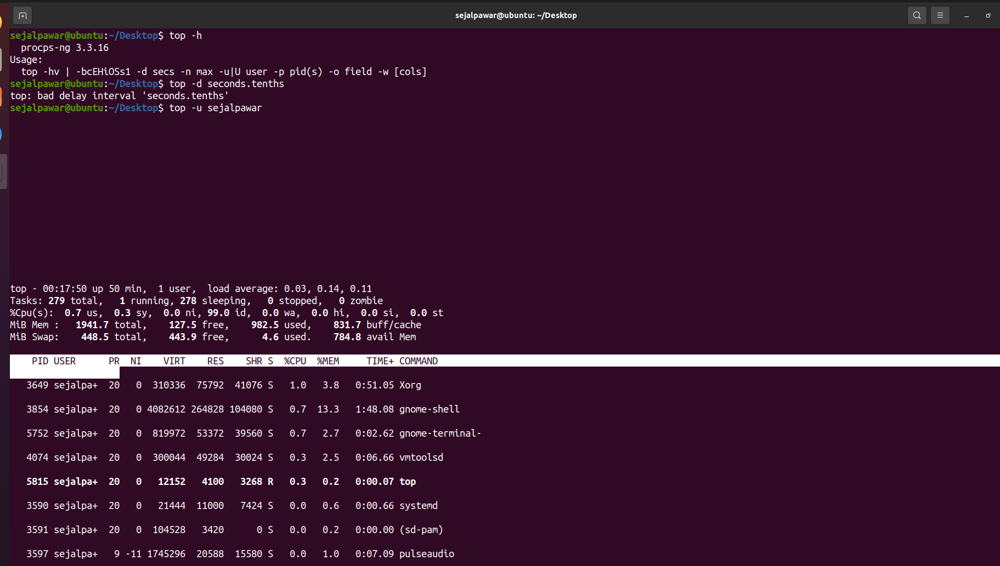 sejalpawar@ubuntu: ~/Desktop
sejalpawar@ubuntu:~/Desktop$ top -h
  procps-ng 3.3.16
Usage:
  top -hv | -bcEHiOSs1 -d secs -n max -u|U user -p pid(s) -o field -w [cols]
sejalpawar@ubuntu:~/Desktop$ top -d seconds.tenths
top: bad delay interval 'seconds.tenths'
sejalpawar@ubuntu:~/Desktop$ top -u sejalpawar
top - 00:17:50 up 50 min,  1 user,  load average: 0.03, 0.14, 0.11
Tasks: 279 total,   1 running, 278 sleeping,   0 stopped,   0 zombie
%Cpu(s):  0.7 us,  0.3 sy,  0.0 ni, 99.0 id,  0.0 wa,  0.0 hi,  0.0 si,  0.0 st
MiB Mem :   1941.7 total,    127.5 free,    982.5 used,    831.7 buff/cache
MiB Swap:    448.5 total,    443.9 free,      4.6 used.    784.8 avail Mem
    PID USER      PR  NI    VIRT    RES    SHR S  %CPU  %MEM     TIME+ COMMAND
   3649 sejalpa+  20   0  310336  75792  41076 S   1.0   3.8   0:51.05 Xorg
   3854 sejalpa+  20   0 4082612 264828 104080 S   0.7  13.3   1:48.08 gnome-shell
   5752 sejalpa+  20   0  819972  53372  39560 S   0.7   2.7   0:02.62 gnome-terminal-
   4074 sejalpa+  20   0  300044  49284  30024 S   0.3   2.5   0:06.66 vmtoolsd
   5815 sejalpa+  20   0   12152   4100   3268 R   0.3   0.2   0:00.07 top
   3590 sejalpa+  20   0   21444  11000   7424 S   0.0   0.6   0:00.66 systemd
   3591 sejalpa+  20   0  104528   3420      0 S   0.0   0.2   0:00.00 (sd-pam)
   3597 sejalpa+   9 -11 1745296  20588  15580 S   0.0   1.0   0:07.09 pulseaudio